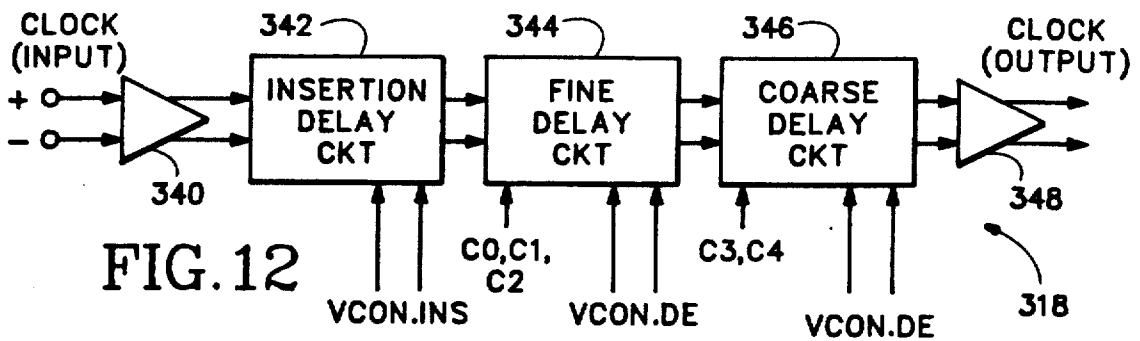 CLOCK
(INPUT)
+
-
340
342
INSERTION
DELAY
CKT
VCON.INS
344
FINE
DELAY
CKT
C0,C1,
C2
VCON.DE
346
COARSE
DELAY
CKT
C3,C4
VCON.DE
CLOCK
(OUTPUT)
348
318
FIG.12